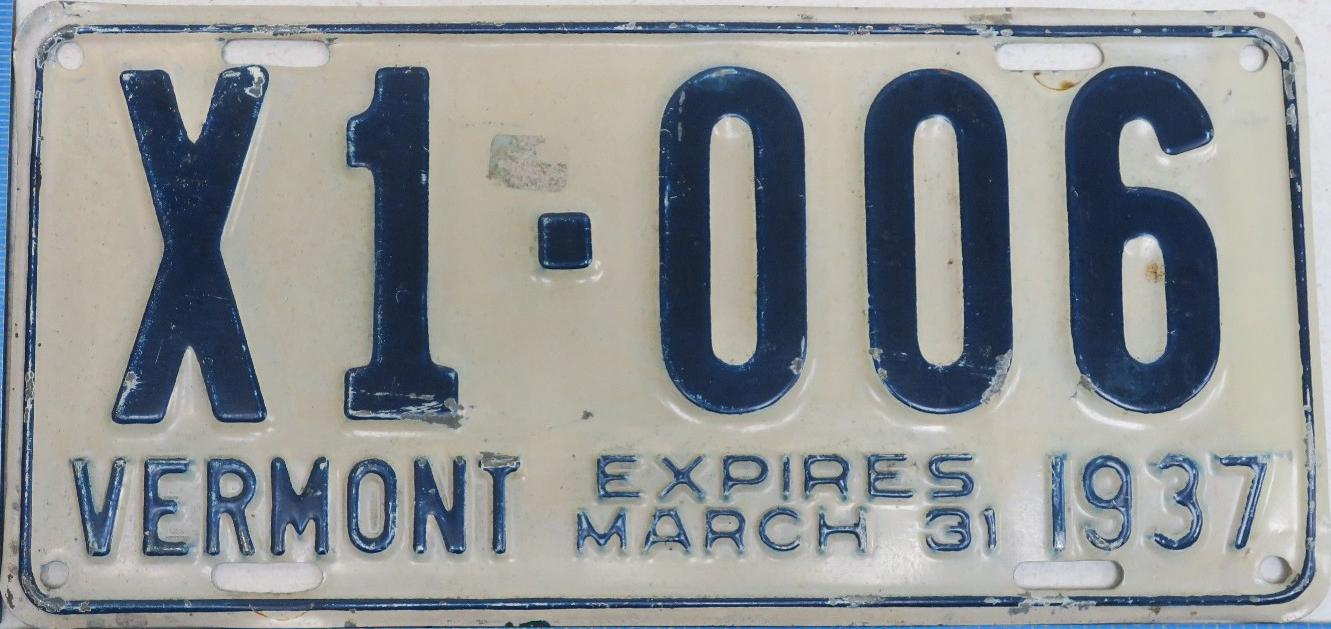 X1·006
VERMONT EXPIRES MARCH 31 1937